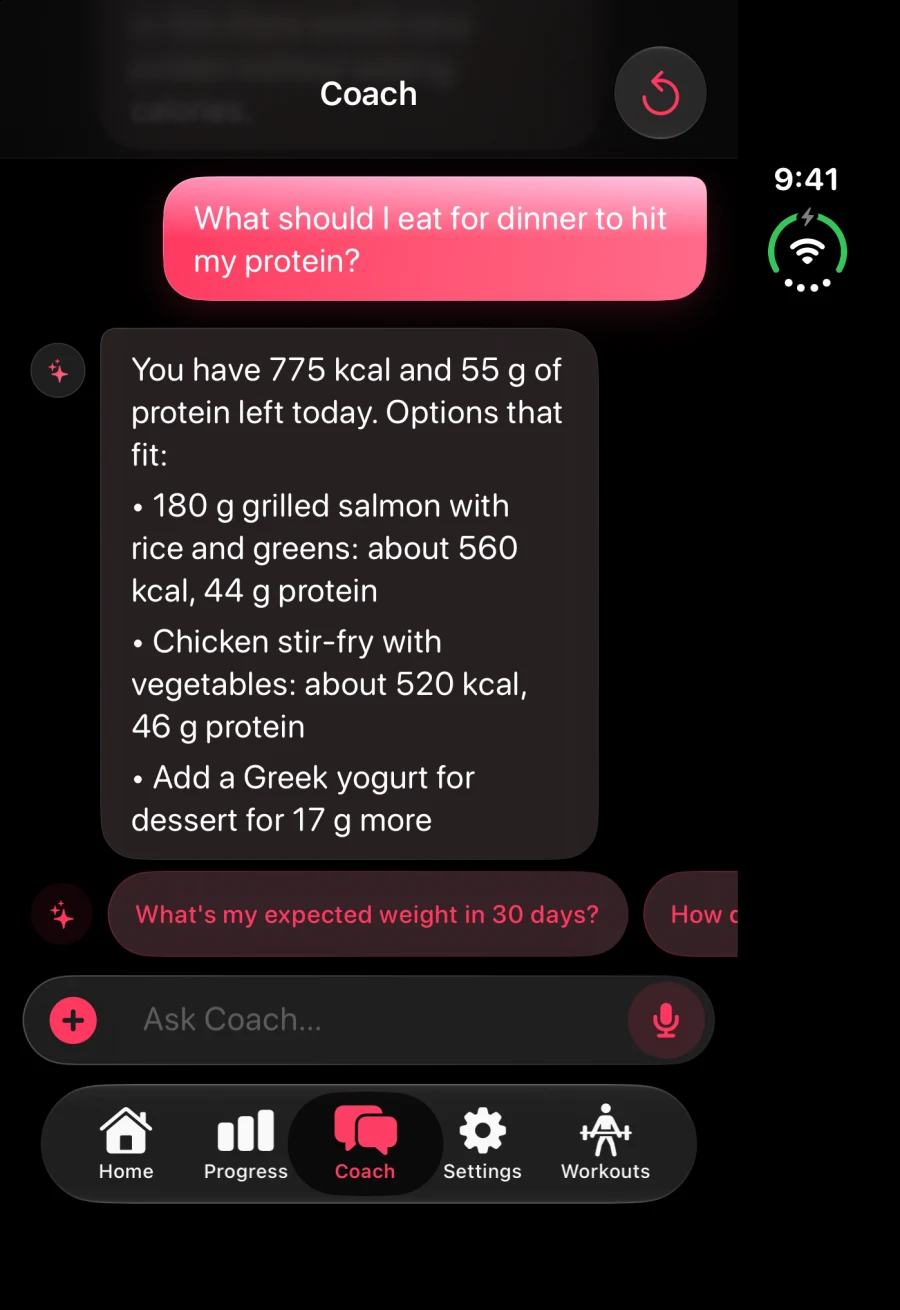 Coach
9:41
What should I eat for dinner to hit
my protein?
You have 775 kcal and 55 g of
protein left today. Options that
fit:
• 180 g grilled salmon with
rice and greens: about 560
kcal, 44 g protein
• Chicken stir-fry with
vegetables: about 520 kcal,
46 g protein
• Add a Greek yogurt for
dessert for 17 g more
What's my expected weight in 30 days?
How
Ask Coach...
Home
Progress
Coach
Settings
Workouts